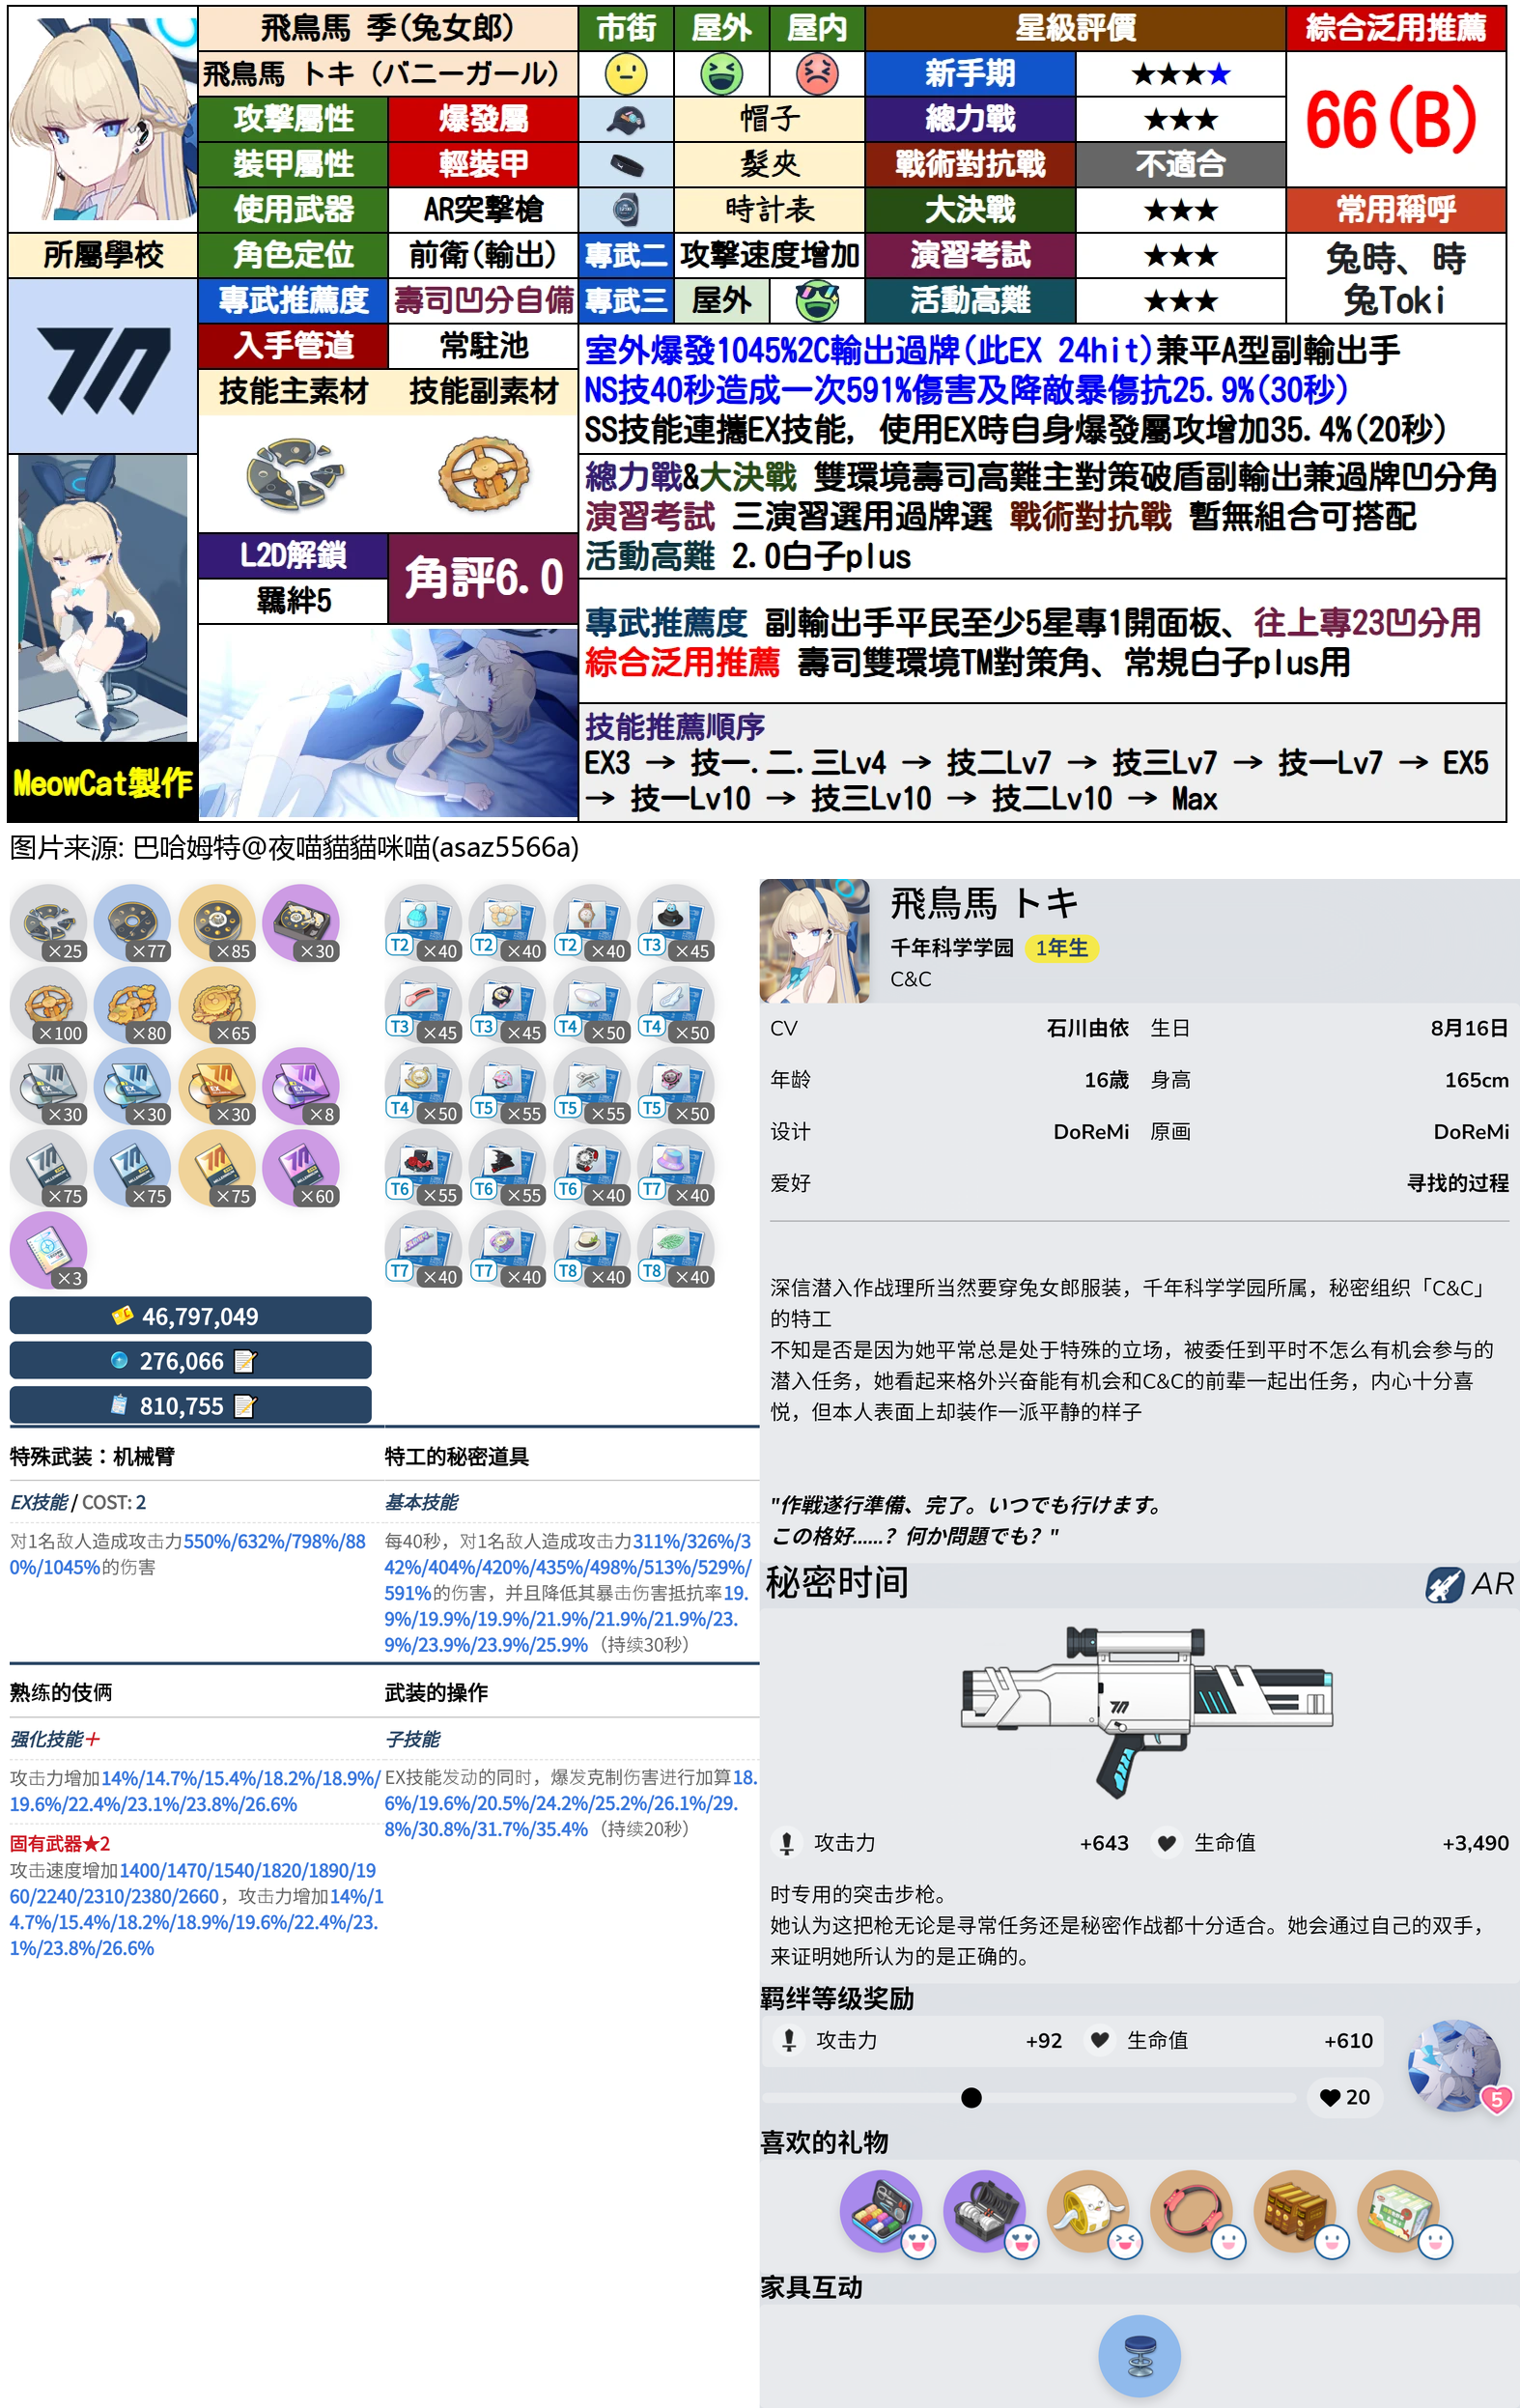 飛鳥馬 季(兔女郎)
飛鳥馬 トキ (バニーガール)
市街
屋外
屋内
星級評價
綜合泛用推薦
新手期
★★★★
66(B)
攻擊屬性
爆發屬
帽子
總力戰
★★★
裝甲屬性
輕裝甲
髮夾
戰術對抗戰
不適合
使用武器
AR突擊槍
時計表
大決戰
★★★
常用稱呼
所屬學校
角色定位
前衛(輸出)
專武二
攻擊速度增加
演習考試
★★★
兔時、時
兔Toki
專武推薦度
壽司凹分自備
專武三
屋外
活動高難
★★★
入手管道
常駐池
技能主素材
技能副素材
室外爆發1045%2C輸出過牌(此EX 24hit)兼平A型副輸出手
NS技40秒造成一次591%傷害及降敵暴傷抗25.9%(30秒)
SS技能連攜EX技能, 使用EX時自身爆發屬攻增加35.4%(20秒)
總力戰&大決戰 雙環境壽司高難主對策破盾副輸出兼過牌凹分角
演習考試 三演習選用過牌選 戰術對抗戰 暫無組合可搭配
活動高難 2.0白子plus
L2D解鎖
羈絆5
角評6.0
專武推薦度 副輸出手平民至少5星專1開面板、往上專23凹分用
綜合泛用推薦 壽司雙環境TM對策角、常規白子plus用
技能推薦順序
EX3 → 技一.二.三Lv4 → 技二Lv7 → 技三Lv7 → 技一Lv7 → EX5
→ 技一Lv10 → 技三Lv10 → 技二Lv10 → Max
MeowCat製作
图片来源: 巴哈姆特@夜喵貓貓咪喵(asaz5566a)
×25
×77
×85
×30
×100
×80
×65
×30
×30
×30
×8
×75
×75
×75
×60
×3
46,797,049
276,066
810,755
T2 ×40
T2 ×40
T2 ×40
T3 ×45
T3 ×45
T3 ×45
T4 ×50
T4 ×50
T4 ×50
T5 ×55
T5 ×55
T5 ×50
T6 ×55
T6 ×55
T6 ×40
T7 ×40
T7 ×40
T7 ×40
T8 ×40
T8 ×40
特殊武装：机械臂
EX技能 / COST: 2
对1名敌人造成攻击力550%/632%/798%/88
0%/1045%的伤害
特工的秘密道具
基本技能
每40秒，对1名敌人造成攻击力311%/326%/3
42%/404%/420%/435%/498%/513%/529%/
591%的伤害，并且降低其暴击伤害抵抗率19.
9%/19.9%/19.9%/21.9%/21.9%/21.9%/23.
9%/23.9%/23.9%/25.9%（持续30秒）
熟练的伎俩
强化技能＋
攻击力增加14%/14.7%/15.4%/18.2%/18.9%/
19.6%/22.4%/23.1%/23.8%/26.6%
固有武器★2
攻击速度增加1400/1470/1540/1820/1890/19
60/2240/2310/2380/2660，攻击力增加14%/1
4.7%/15.4%/18.2%/18.9%/19.6%/22.4%/23.
1%/23.8%/26.6%
武装的操作
子技能
EX技能发动的同时，爆发克制伤害进行加算18.
6%/19.6%/20.5%/24.2%/25.2%/26.1%/29.
8%/30.8%/31.7%/35.4%（持续20秒）
飛鳥馬 トキ
千年科学学园 1年生
C&C
CV 石川由依 生日 8月16日
年龄 16歳 身高 165cm
设计 DoReMi 原画 DoReMi
爱好 寻找的过程
深信潜入作战理所当然要穿兔女郎服装，千年科学学园所属，秘密组织「C&C」
的特工
不知是否是因为她平常总是处于特殊的立场，被委任到平时不怎么有机会参与的
潜入任务，她看起来格外兴奋能有机会和C&C的前辈一起出任务，内心十分喜
悦，但本人表面上却装作一派平静的样子
"作戦遂行準備、完了。いつでも行けます。
この格好……？何か問題でも？"
秘密时间
AR
攻击力 +643 生命值 +3,490
时专用的突击步枪。
她认为这把枪无论是寻常任务还是秘密作战都十分适合。她会通过自己的双手，
来证明她所认为的是正确的。
羁绊等级奖励
攻击力 +92 生命值 +610
20
5
喜欢的礼物
家具互动